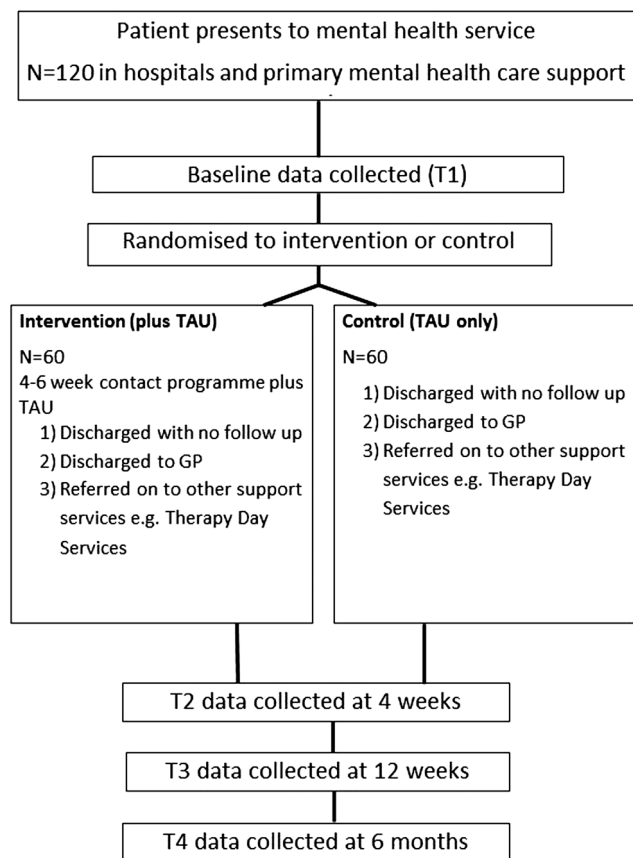 Patient presents to mental health service
N=120 in hospitals and primary mental health care support
Baseline data collected (T1)
Randomised to intervention or control
Intervention (plus TAU)
N=60
4-6 week contact programme plus
TAU
1) Discharged with no follow up
2) Discharged to GP
3) Referred on to other support
services e.g. Therapy Day
Services
Control (TAU only)
N=60
1) Discharged with no follow up
2) Discharged to GP
3) Referred on to other support
services e.g. Therapy Day
Services
T2 data collected at 4 weeks
T3 data collected at 12 weeks
T4 data collected at 6 months